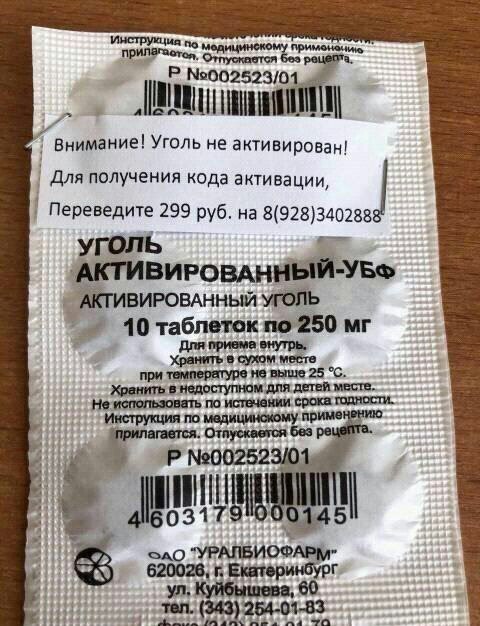 Инструкция по медицинскому применению
прилагается. Отпускается без рецепта.
Р №002523/01
Внимание! Уголь не активирован!
Для получения кода активации,
Переведите 299 руб. на 8(928)3402888
УГОЛЬ
АКТИВИРОВАННЫЙ-УБФ
АКТИВИРОВАННЫЙ УГОЛЬ
10 таблеток по 250 мг
Для приема внутрь.
Хранить в сухом месте
при температуре не выше 25 °С.
Хранить в недоступном для детей месте.
Не использовать по истечении срока годности.
Инструкция по медицинскому применению
прилагается. Отпускается без рецепта.
Р №002523/01
4 603179 000145
ОАО "УРАЛБИОФАРМ"
620026, г. Екатеринбург
ул. Куйбышева, 60
тел. (343) 254-01-83